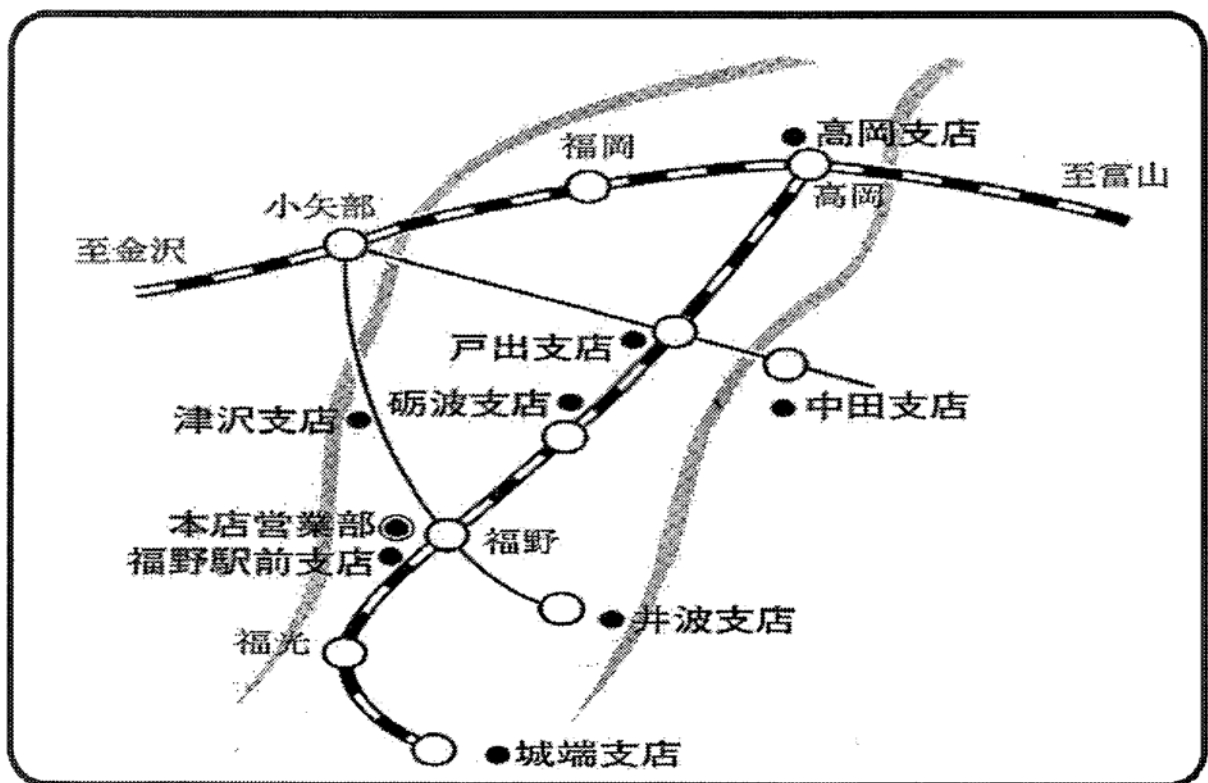 高岡支店
福岡
至富山
高岡
小矢部
至金沢
戸出支店
砺波支店
中田支店
津沢支店
本店営業部
福野
福野駅前支店
井波支店
福光
城端支店